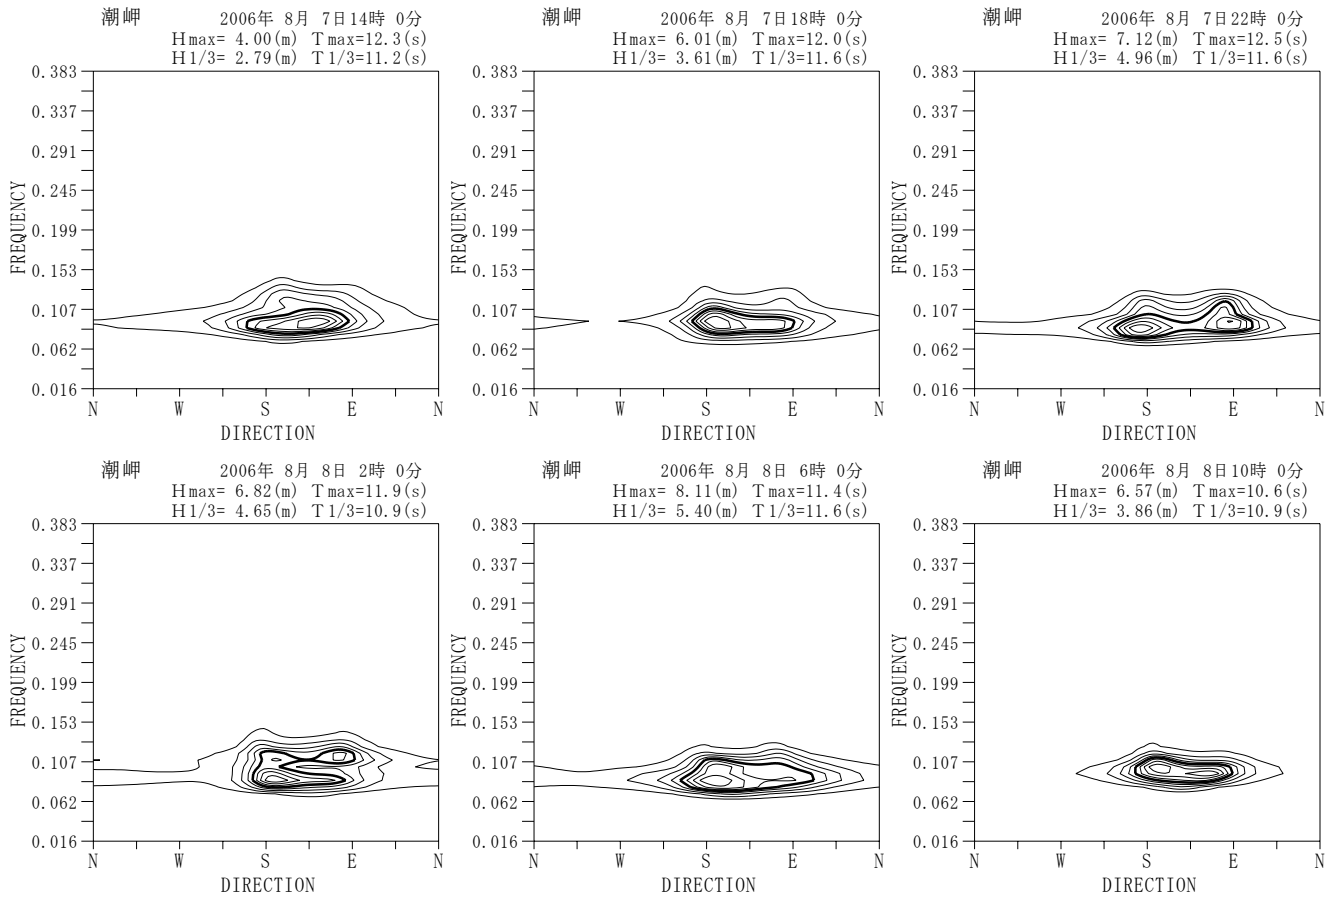 潮岬 2006年 8月 7日14時 0分
Hmax= 4.00(m) Tmax=12.3(s)
H1/3= 2.79(m) T1/3=11.2(s)
0.383
0.337
0.291
0.245
0.199
0.153
0.107
0.062
0.016
FREQUENCY
N W S E N
DIRECTION
潮岬 2006年 8月 7日18時 0分
Hmax= 6.01(m) Tmax=12.0(s)
H1/3= 3.61(m) T1/3=11.6(s)
0.383
0.337
0.291
0.245
0.199
0.153
0.107
0.062
0.016
FREQUENCY
N W S E N
DIRECTION
潮岬 2006年 8月 7日22時 0分
Hmax= 7.12(m) Tmax=12.5(s)
H1/3= 4.96(m) T1/3=11.6(s)
0.383
0.337
0.291
0.245
0.199
0.153
0.107
0.062
0.016
FREQUENCY
N W S E N
DIRECTION
潮岬 2006年 8月 8日 2時 0分
Hmax= 6.82(m) Tmax=11.9(s)
H1/3= 4.65(m) T1/3=10.9(s)
0.383
0.337
0.291
0.245
0.199
0.153
0.107
0.062
0.016
FREQUENCY
N W S E N
DIRECTION
潮岬 2006年 8月 8日 6時 0分
Hmax= 8.11(m) Tmax=11.4(s)
H1/3= 5.40(m) T1/3=11.6(s)
0.383
0.337
0.291
0.245
0.199
0.153
0.107
0.062
0.016
FREQUENCY
N W S E N
DIRECTION
潮岬 2006年 8月 8日10時 0分
Hmax= 6.57(m) Tmax=10.6(s)
H1/3= 3.86(m) T1/3=10.9(s)
0.383
0.337
0.291
0.245
0.199
0.153
0.107
0.062
0.016
FREQUENCY
N W S E N
DIRECTION